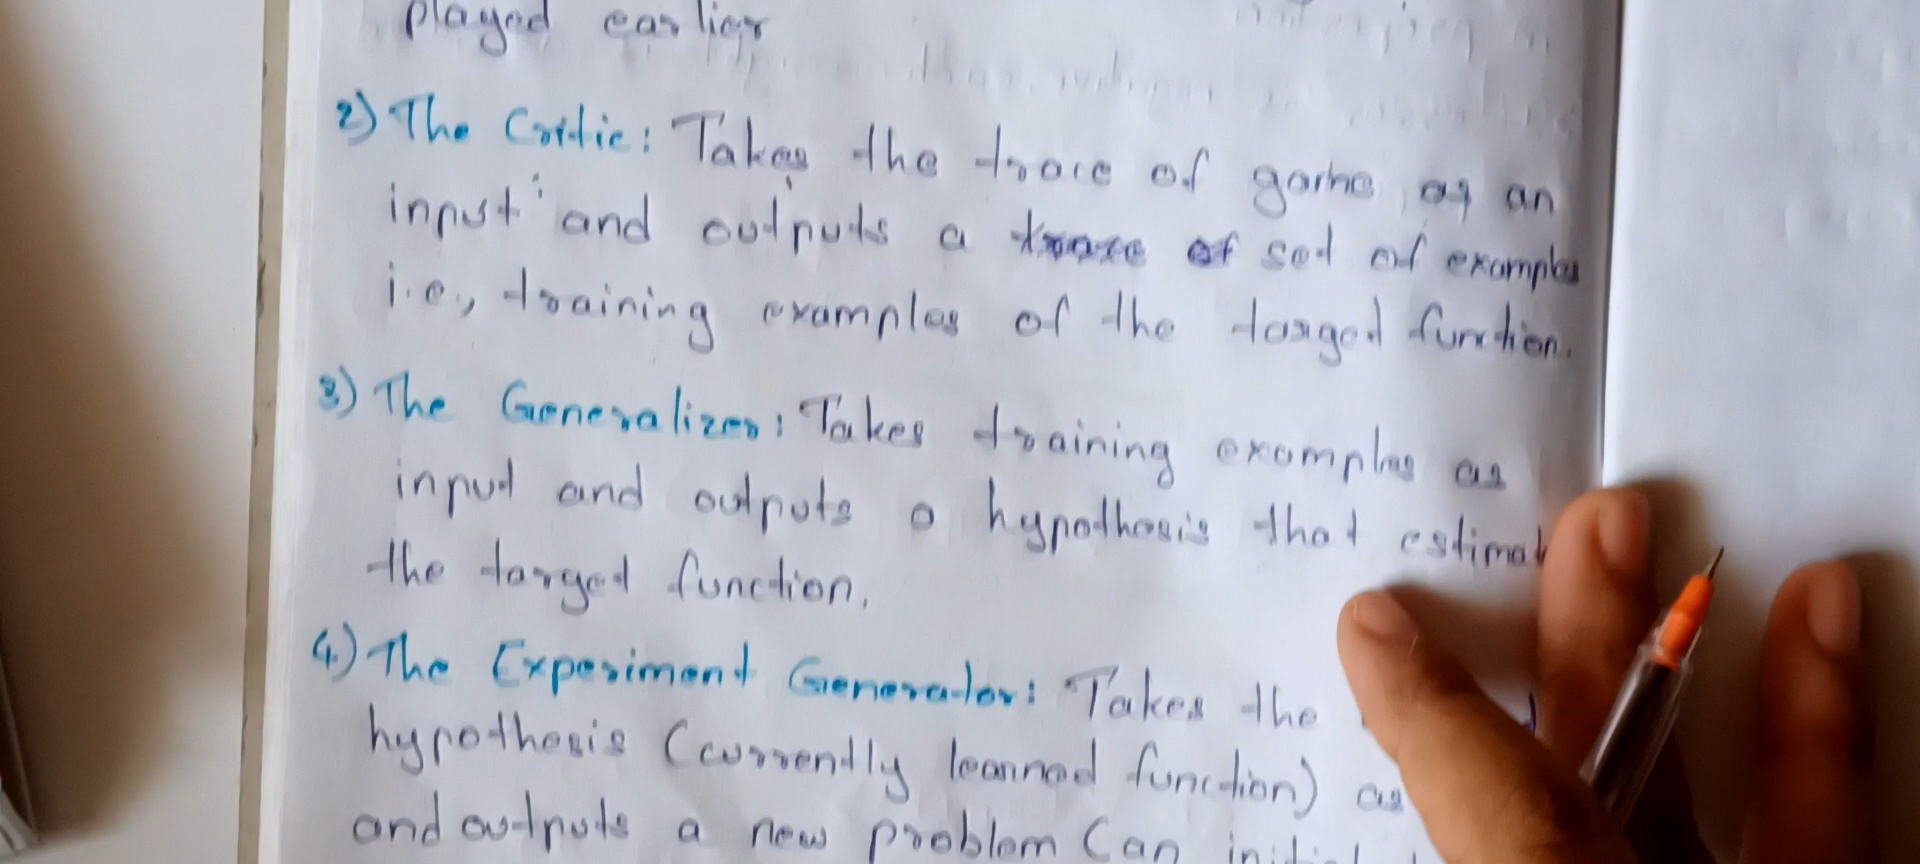 played earlier
2) The Critic: Takes the trace of game as an
input and outputs a trace of set of examples
i.e., training examples of the target function.
3) The Generalizer: Takes training examples as
input and outputs a hypothesis that
the target function.
4.) The Experiment Generator: Takes the
hypothesis (currently learned function) as
and outputs a new problem (an